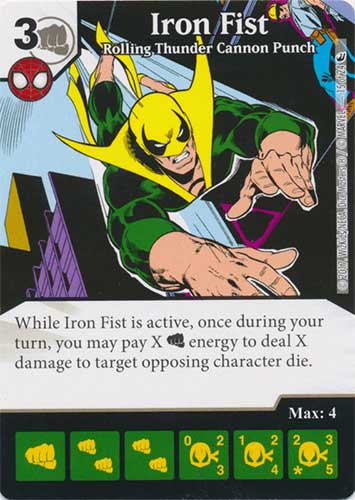 3
Iron Fist
Rolling Thunder Cannon Punch
While Iron Fist is active, once during your
turn, you may pay X energy to deal X
damage to target opposing character die.
Max: 4
0 2 3
1 2 4
2 3 * 5